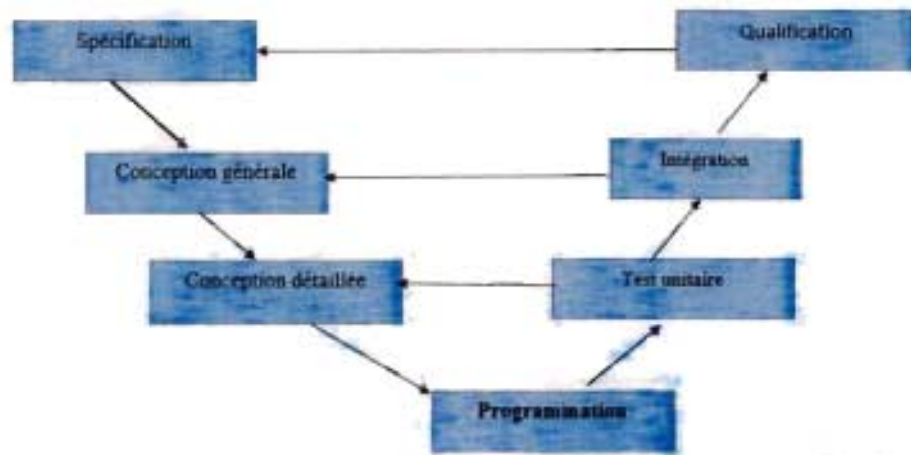 Spécification
Qualification
Conception générale
Intégration
Conception détaillée
Test unitaire
Programmation